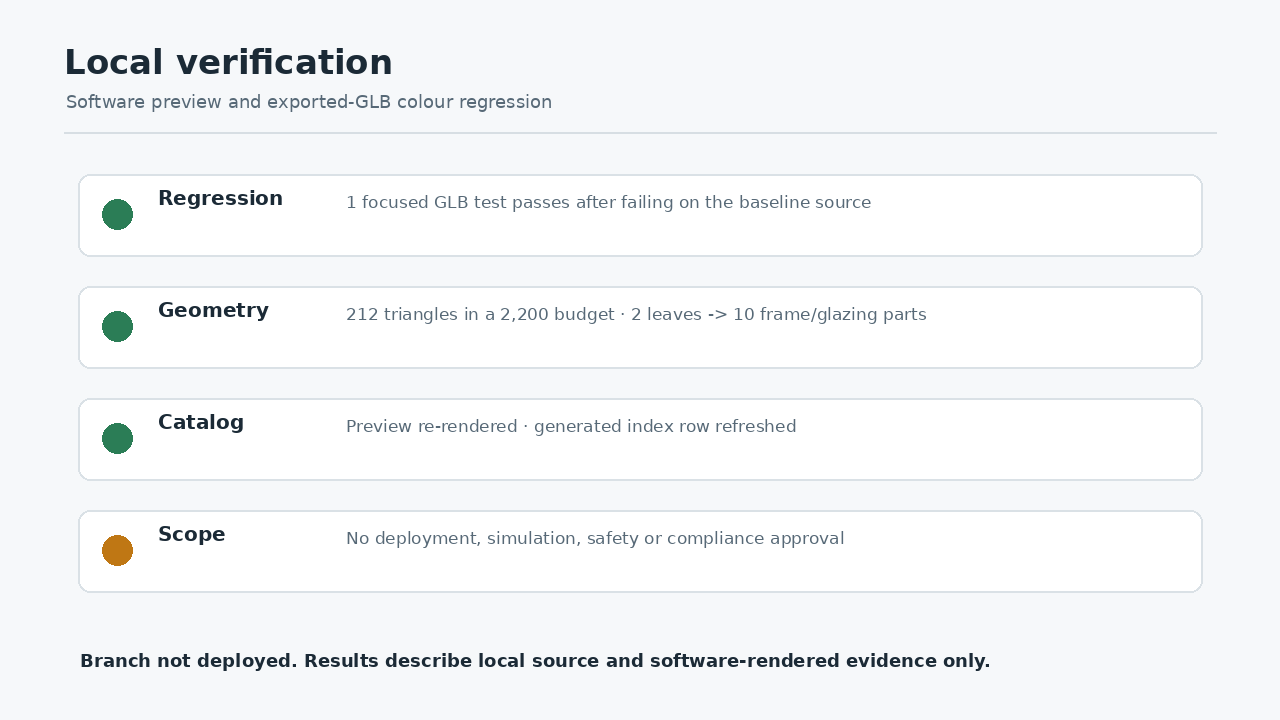 Local verification
Software preview and exported-GLB colour regression
Regression
1 focused GLB test passes after failing on the baseline source
Geometry
212 triangles in a 2,200 budget · 2 leaves -> 10 frame/glazing parts
Catalog
Preview re-rendered · generated index row refreshed
Scope
No deployment, simulation, safety or compliance approval
Branch not deployed. Results describe local source and software-rendered evidence only.